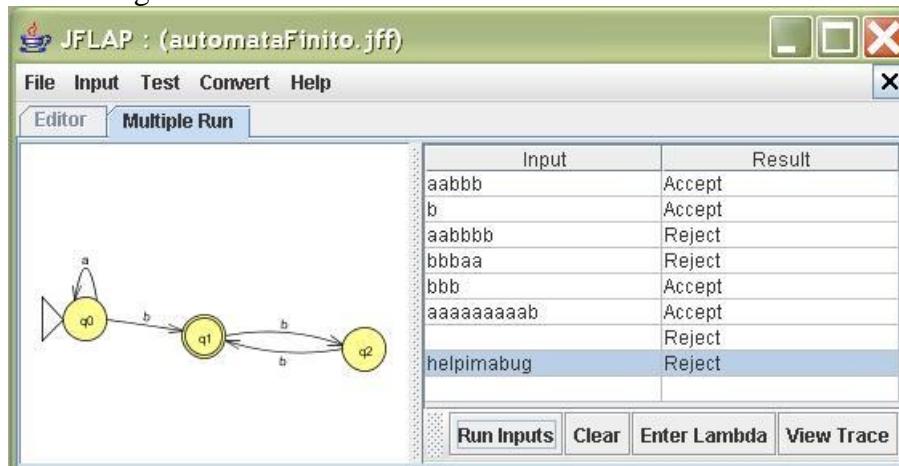 JFLAP : (automataFinito.jff)
File Input Test Convert Help
Editor Multiple Run
Input Result
aabbb Accept
b Accept
aabbbb Reject
bbbaa Reject
bbb Accept
aaaaaaaaab Accept
Reject
helpimabug Reject
a
q0
b
q1
b
b
q2
Run Inputs Clear Enter Lambda View Trace